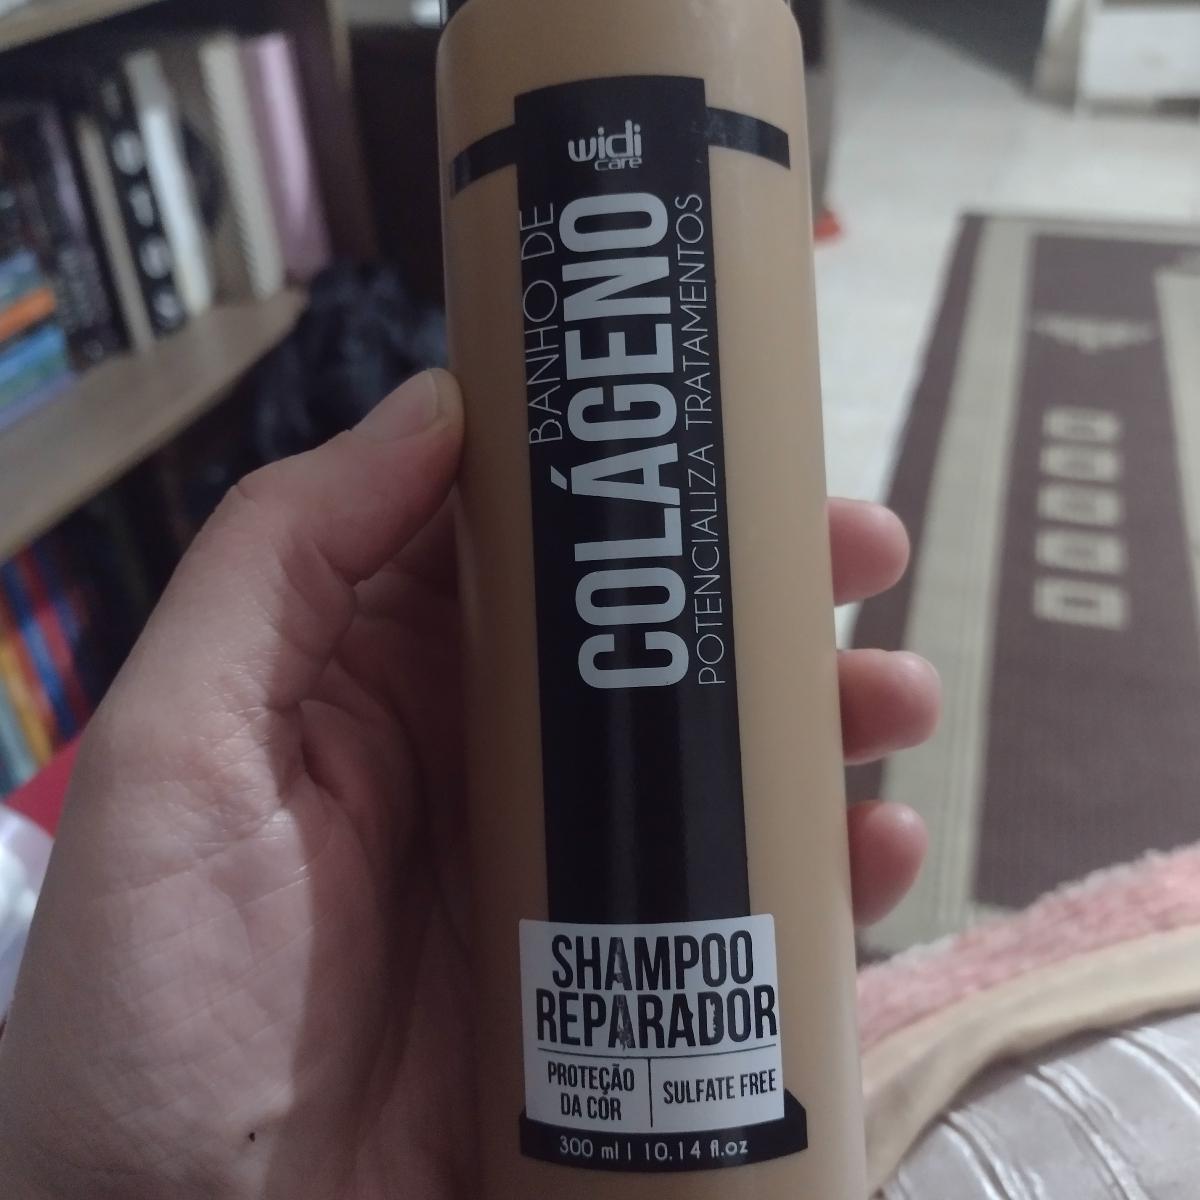 widi
care
BANHO DE
COLÁGENO
POTENCIALIZA TRATAMENTOS
SHAMPOO
REPARADOR
PROTEÇÃO
DA COR
SULFATE FREE
300 ml | 10.14 fl.oz